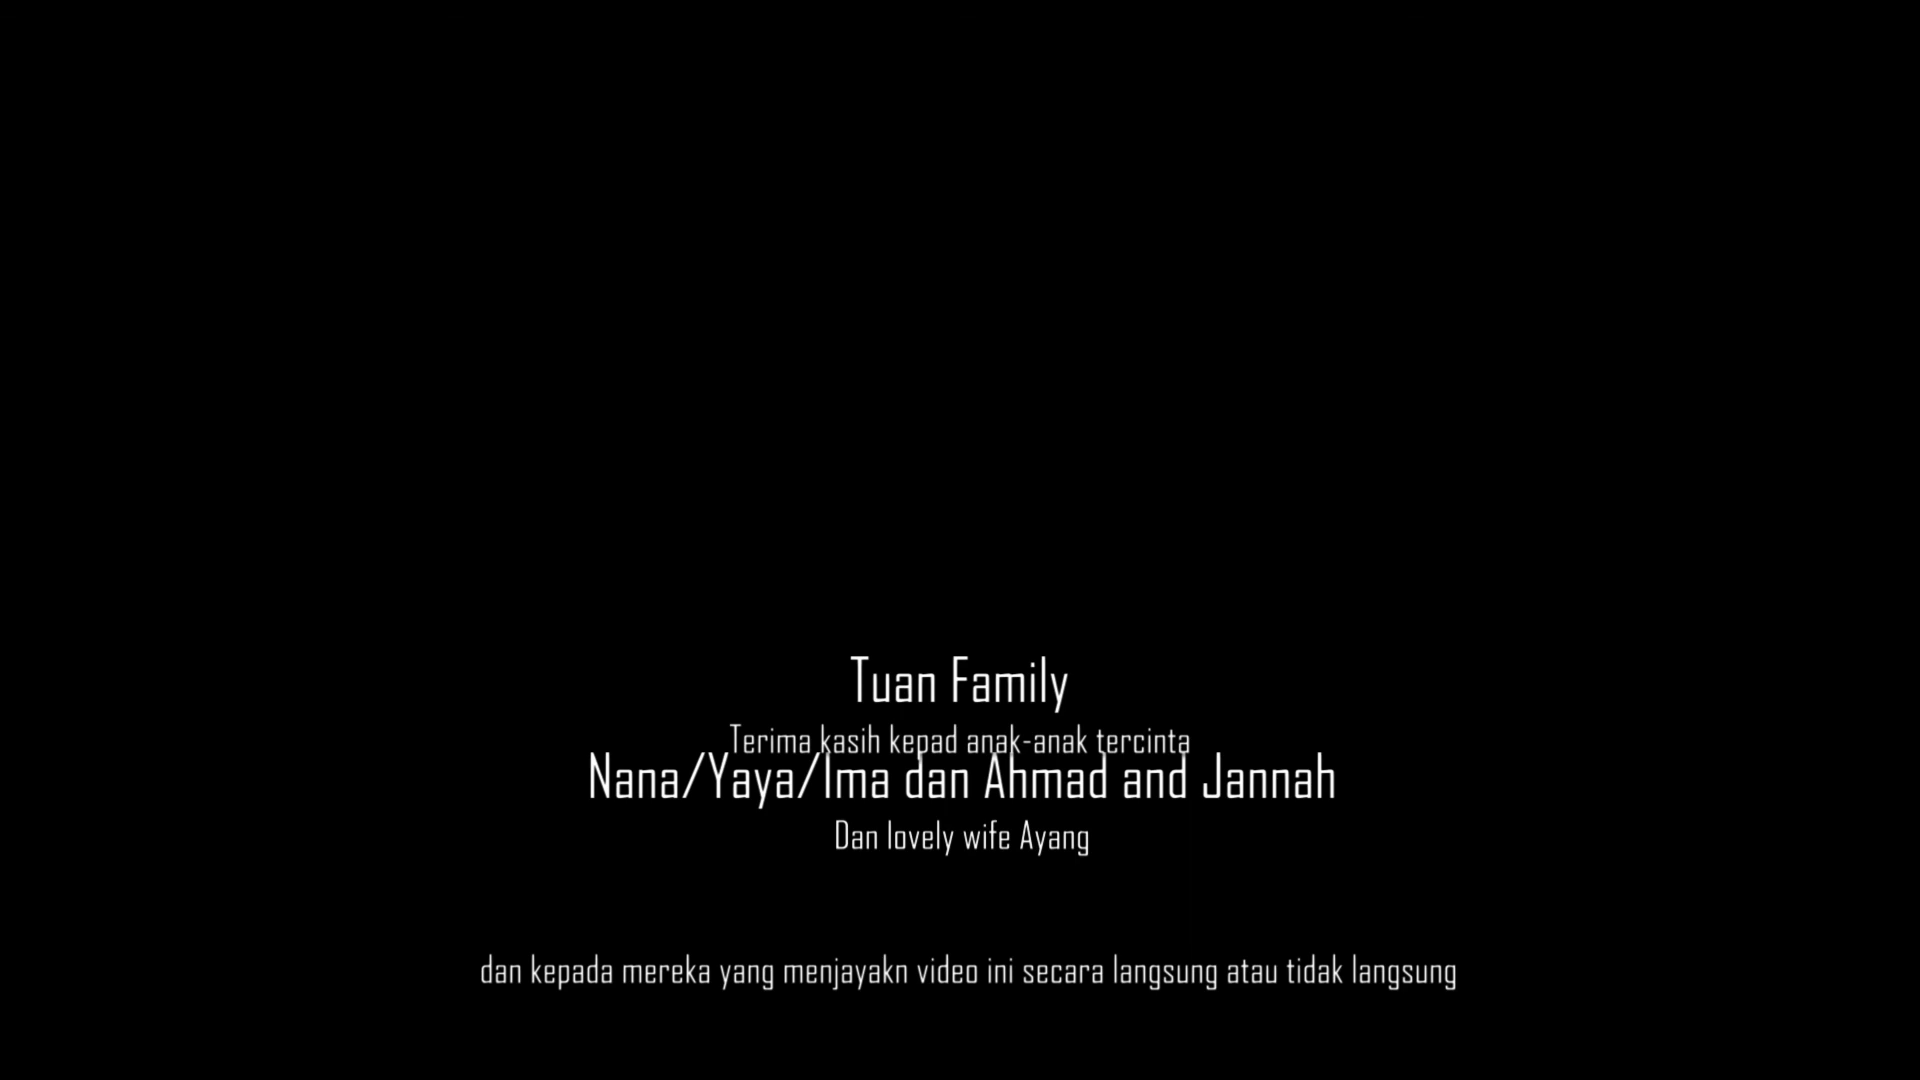 Tuan Family
Terima kasih kepad anak-anak tercinta
Nana/Yaya/Ima dan Ahmad and Jannah
Dan lovely wife Ayang
dan kepada mereka yang menjayakn video ini secara langsung atau tidak langsung